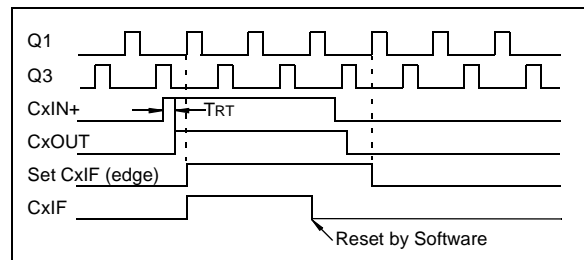 Q1
Q3
CxIN+
TRT
CxOUT
Set CxIF (edge)
CxIF
Reset by Software